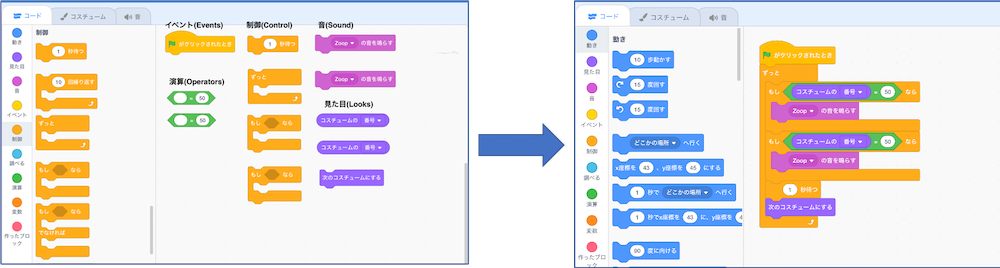 コード
コスチューム
音
動き
見た目
音
イベント
制御
調べる
演算
変数
作ったブロック
制御
1 秒待つ
10 回繰り返す
ずっと
もし なら
もし なら
でなければ
イベント(Events)
がクリックされたとき
演算(Operators)
= 50
= 50
制御(Control)
1 秒待つ
ずっと
もし なら
もし なら
音(Sound)
Zoop の音を鳴らす
Zoop の音を鳴らす
見た目(Looks)
コスチュームの 番号
コスチュームの 番号
次のコスチュームにする
コード
コスチューム
音
動き
見た目
音
イベント
制御
調べる
演算
変数
作ったブロック
動き
10 歩動かす
15 度回す
15 度回す
どこかの場所 へ行く
x座標を 43 、y座標を 45 にする
1 秒で どこかの場所 へ行く
1 秒でx座標を 43 に、y座標を 4
90 度に向ける
がクリックされたとき
ずっと
もし コスチュームの 番号 = 50 なら
Zoop の音を鳴らす
もし コスチュームの 番号 = 50 なら
Zoop の音を鳴らす
1 秒待つ
次のコスチュームにする